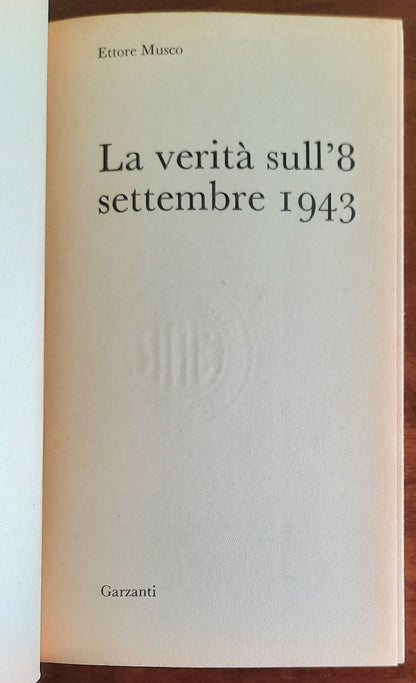 Ettore Musco
La verità sull'8
settembre 1943
Garzanti